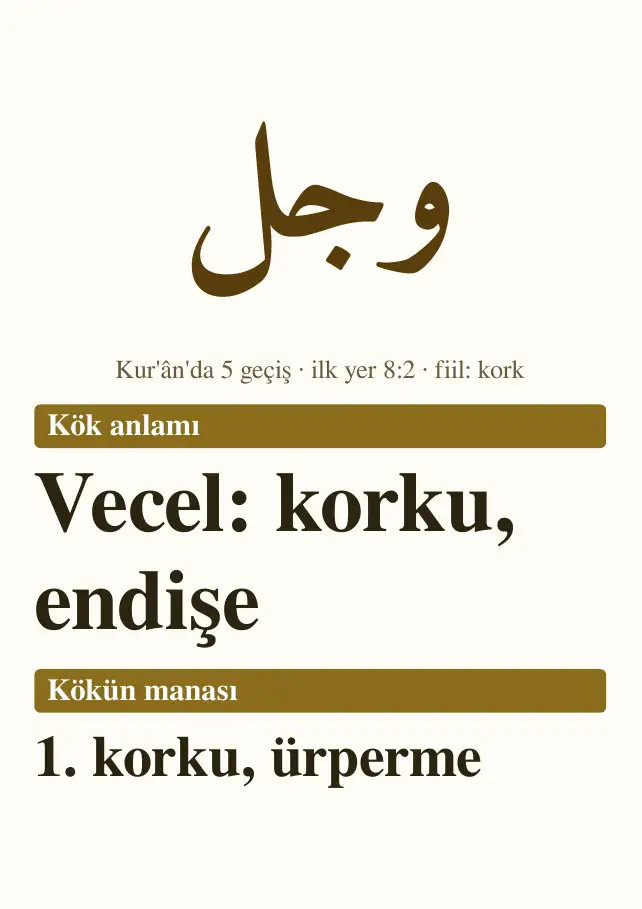 وجل
Kur'ân'da 5 geçiş · ilk yer 8:2 · fiil: kork
Kök anlamı
Vecel: korku,
endişe
Kökün manası
1. korku, ürperme